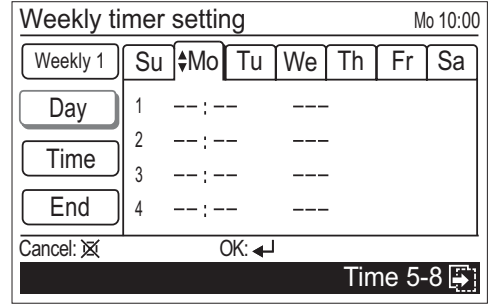 Weekly timer setting Mo 10:00
Weekly 1 Su Mo Tu We Th Fr Sa
Day 1 --:-- ---
2 --:-- ---
Time 3 --:-- ---
End 4 --:-- ---
Cancel: OK:
Time 5-8